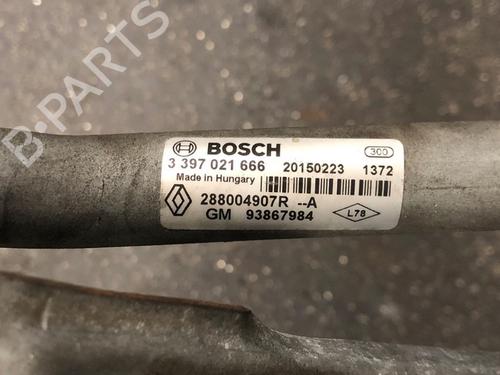 B-PARTS
BOSCH
300
3 397 021 666 20150223 1372
Made in Hungary
288004907R --A
GM 93867984
L78